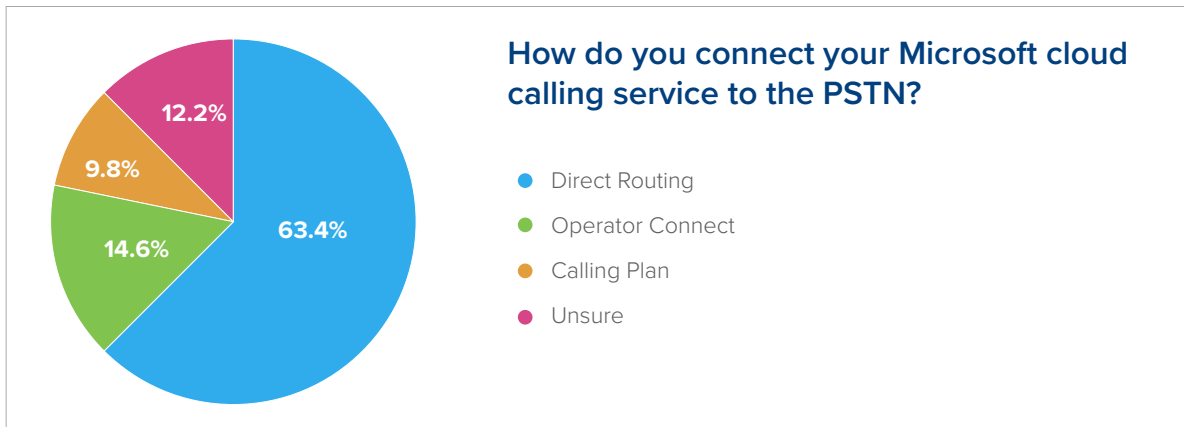 How do you connect your Microsoft cloud
calling service to the PSTN?
12.2%
9.8%
14.6%
63.4%
Direct Routing
Operator Connect
Calling Plan
Unsure